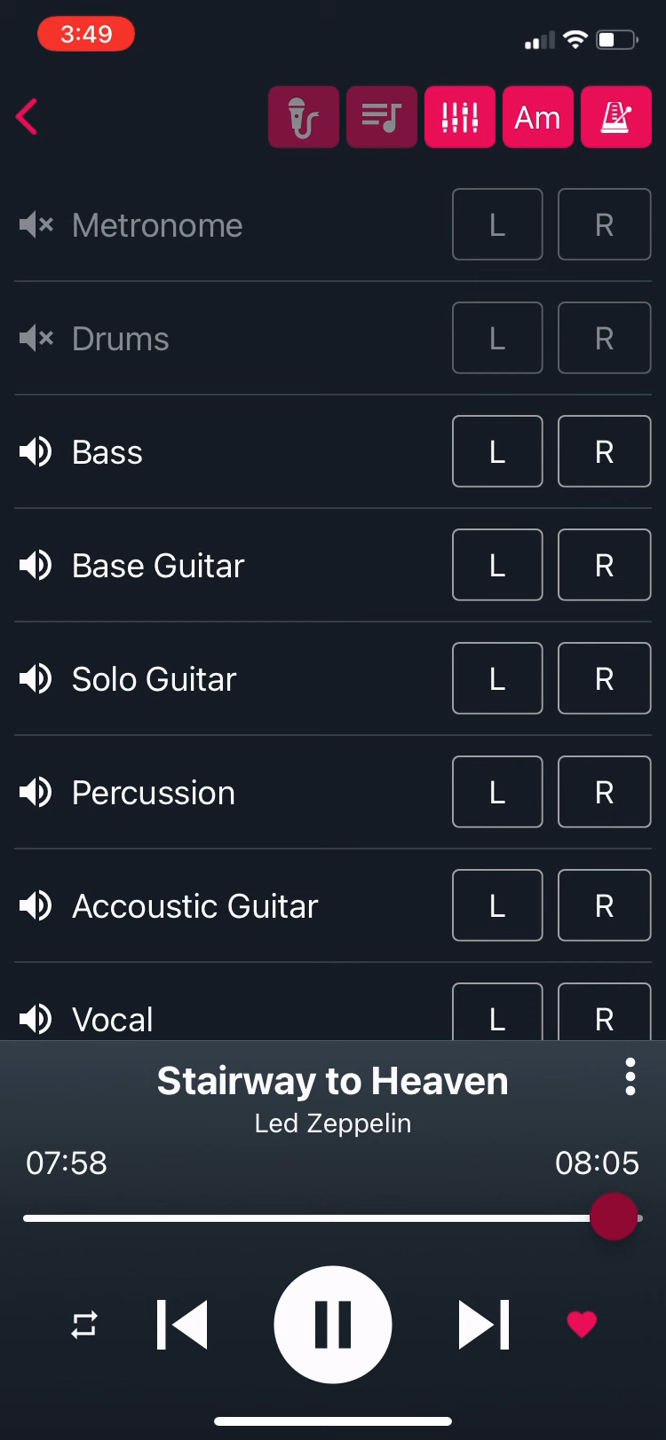 3:49
Am
Metronome L R
Drums L R
Bass L R
Base Guitar L R
Solo Guitar L R
Percussion L R
Accoustic Guitar L R
Vocal L R
Stairway to Heaven
Led Zeppelin
07:58 08:05